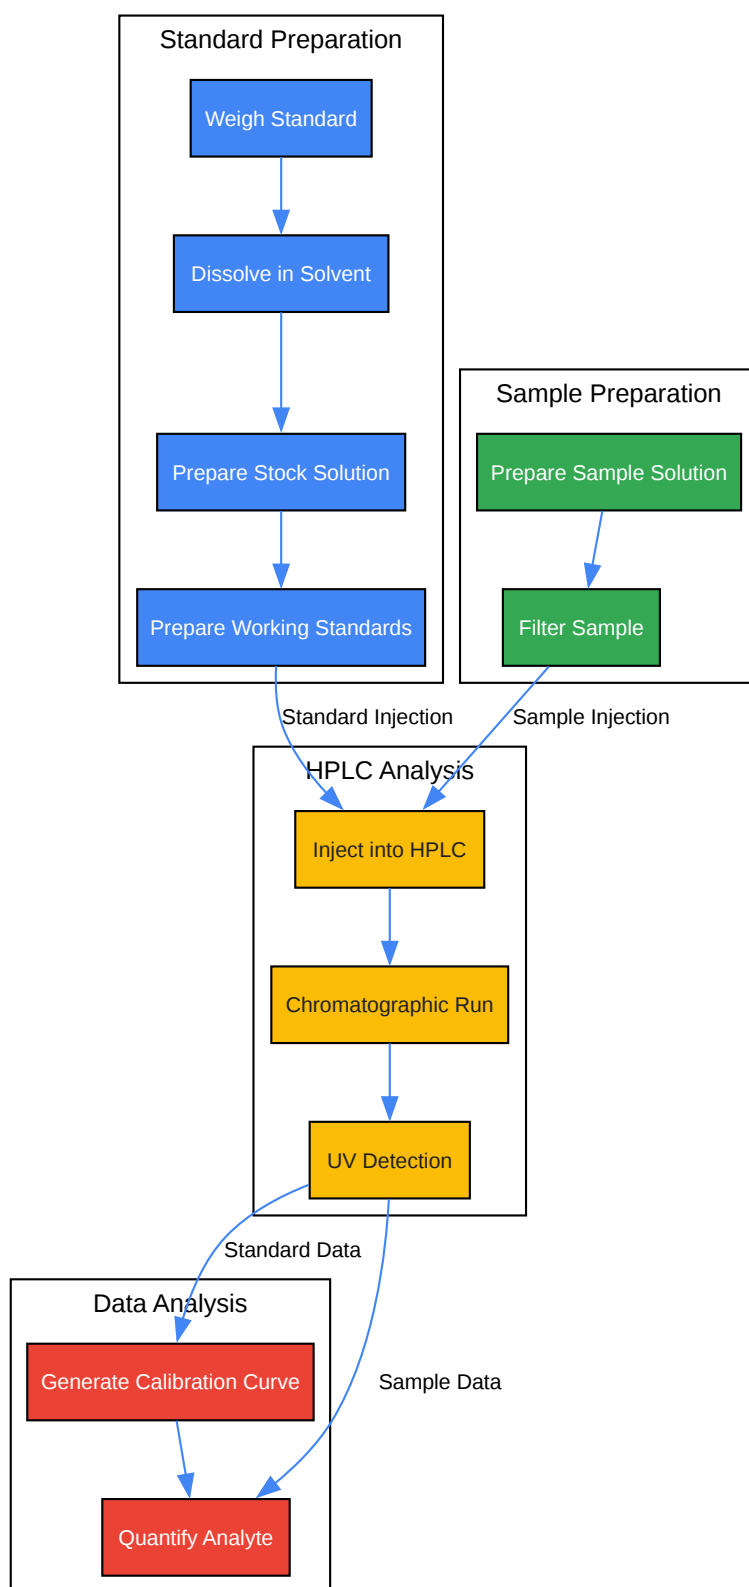 Standard Preparation
Weigh Standard
Dissolve in Solvent
Sample Preparation
Prepare Stock Solution
Prepare Sample Solution
Prepare Working Standards
Filter Sample
Standard Injection
Sample Injection
HPLC Analysis
Inject into HPLC
Chromatographic Run
UV Detection
Standard Data
Data Analysis
Generate Calibration Curve
Sample Data
Quantify Analyte